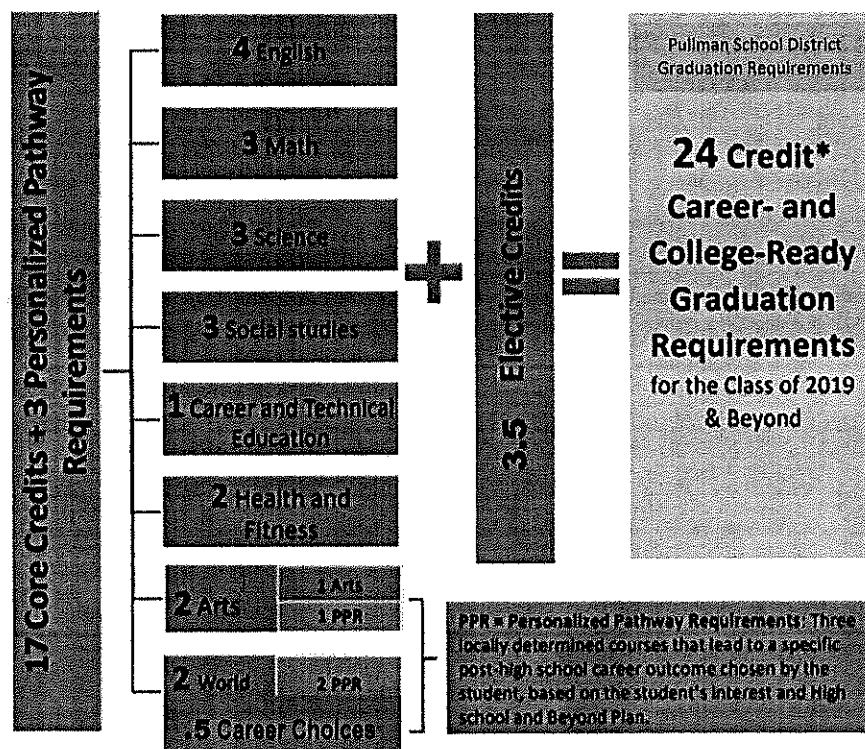 17 Core Credits + 3 Personalized Pathway
Requirements
4 English
3 Math
3 Science
3 Social studies
1 Career and Technical
Education
2 Health and
Fitness
2 Arts
1 Arts
1 PPR
2 World
2 PPR
.5 Career Choices
+
3.5 Elective Credits
=
Pullman School District
Graduation Requirements
24 Credit*
Career- and
College-Ready
Graduation
Requirements
for the Class of 2019
& Beyond
PPR = Personalized Pathway Requirements: Three
locally determined courses that lead to a specific
post-high school career outcome chosen by the
student, based on the student's interest and High
school and Beyond Plan.